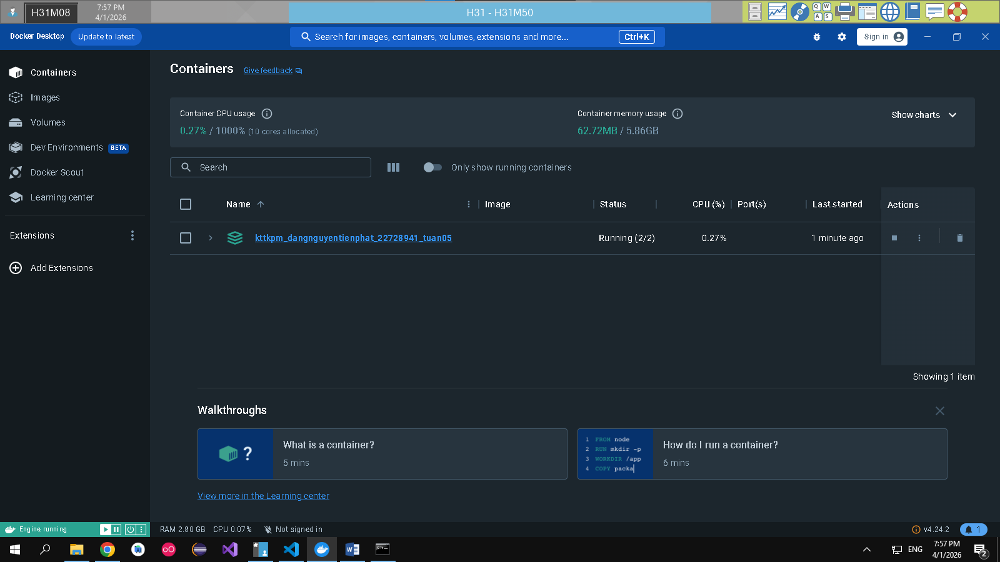 H31M08
7:57 PM
4/1/2026
H31 - H31M50
Q W
A S
Docker Desktop
Update to latest
Search for images, containers, volumes, extensions and more...
Ctrl+K
Sign in
Containers
Images
Volumes
Dev Environments BETA
Docker Scout
Learning center
Extensions
Add Extensions
Containers
Give feedback
Container CPU usage
0.27% / 1000% (10 cores allocated)
Container memory usage
62.72MB / 5.86GB
Show charts
Search
Only show running containers
Name Image Status CPU (%) Port(s) Last started Actions
kttkpm_dangnguyentienphat_22728941_tuan05 Running (2/2) 0.27% 1 minute ago
Showing 1 item
Walkthroughs
?
What is a container?
5 mins
1 FROM node
2 RUN mkdir -p
3 WORKDIR /app
4 COPY packa
How do I run a container?
6 mins
View more in the Learning center
Engine running
RAM 2.80 GB CPU 0.07% Not signed in
v4.24.2
1
ENG
7:57 PM
4/1/2026
2